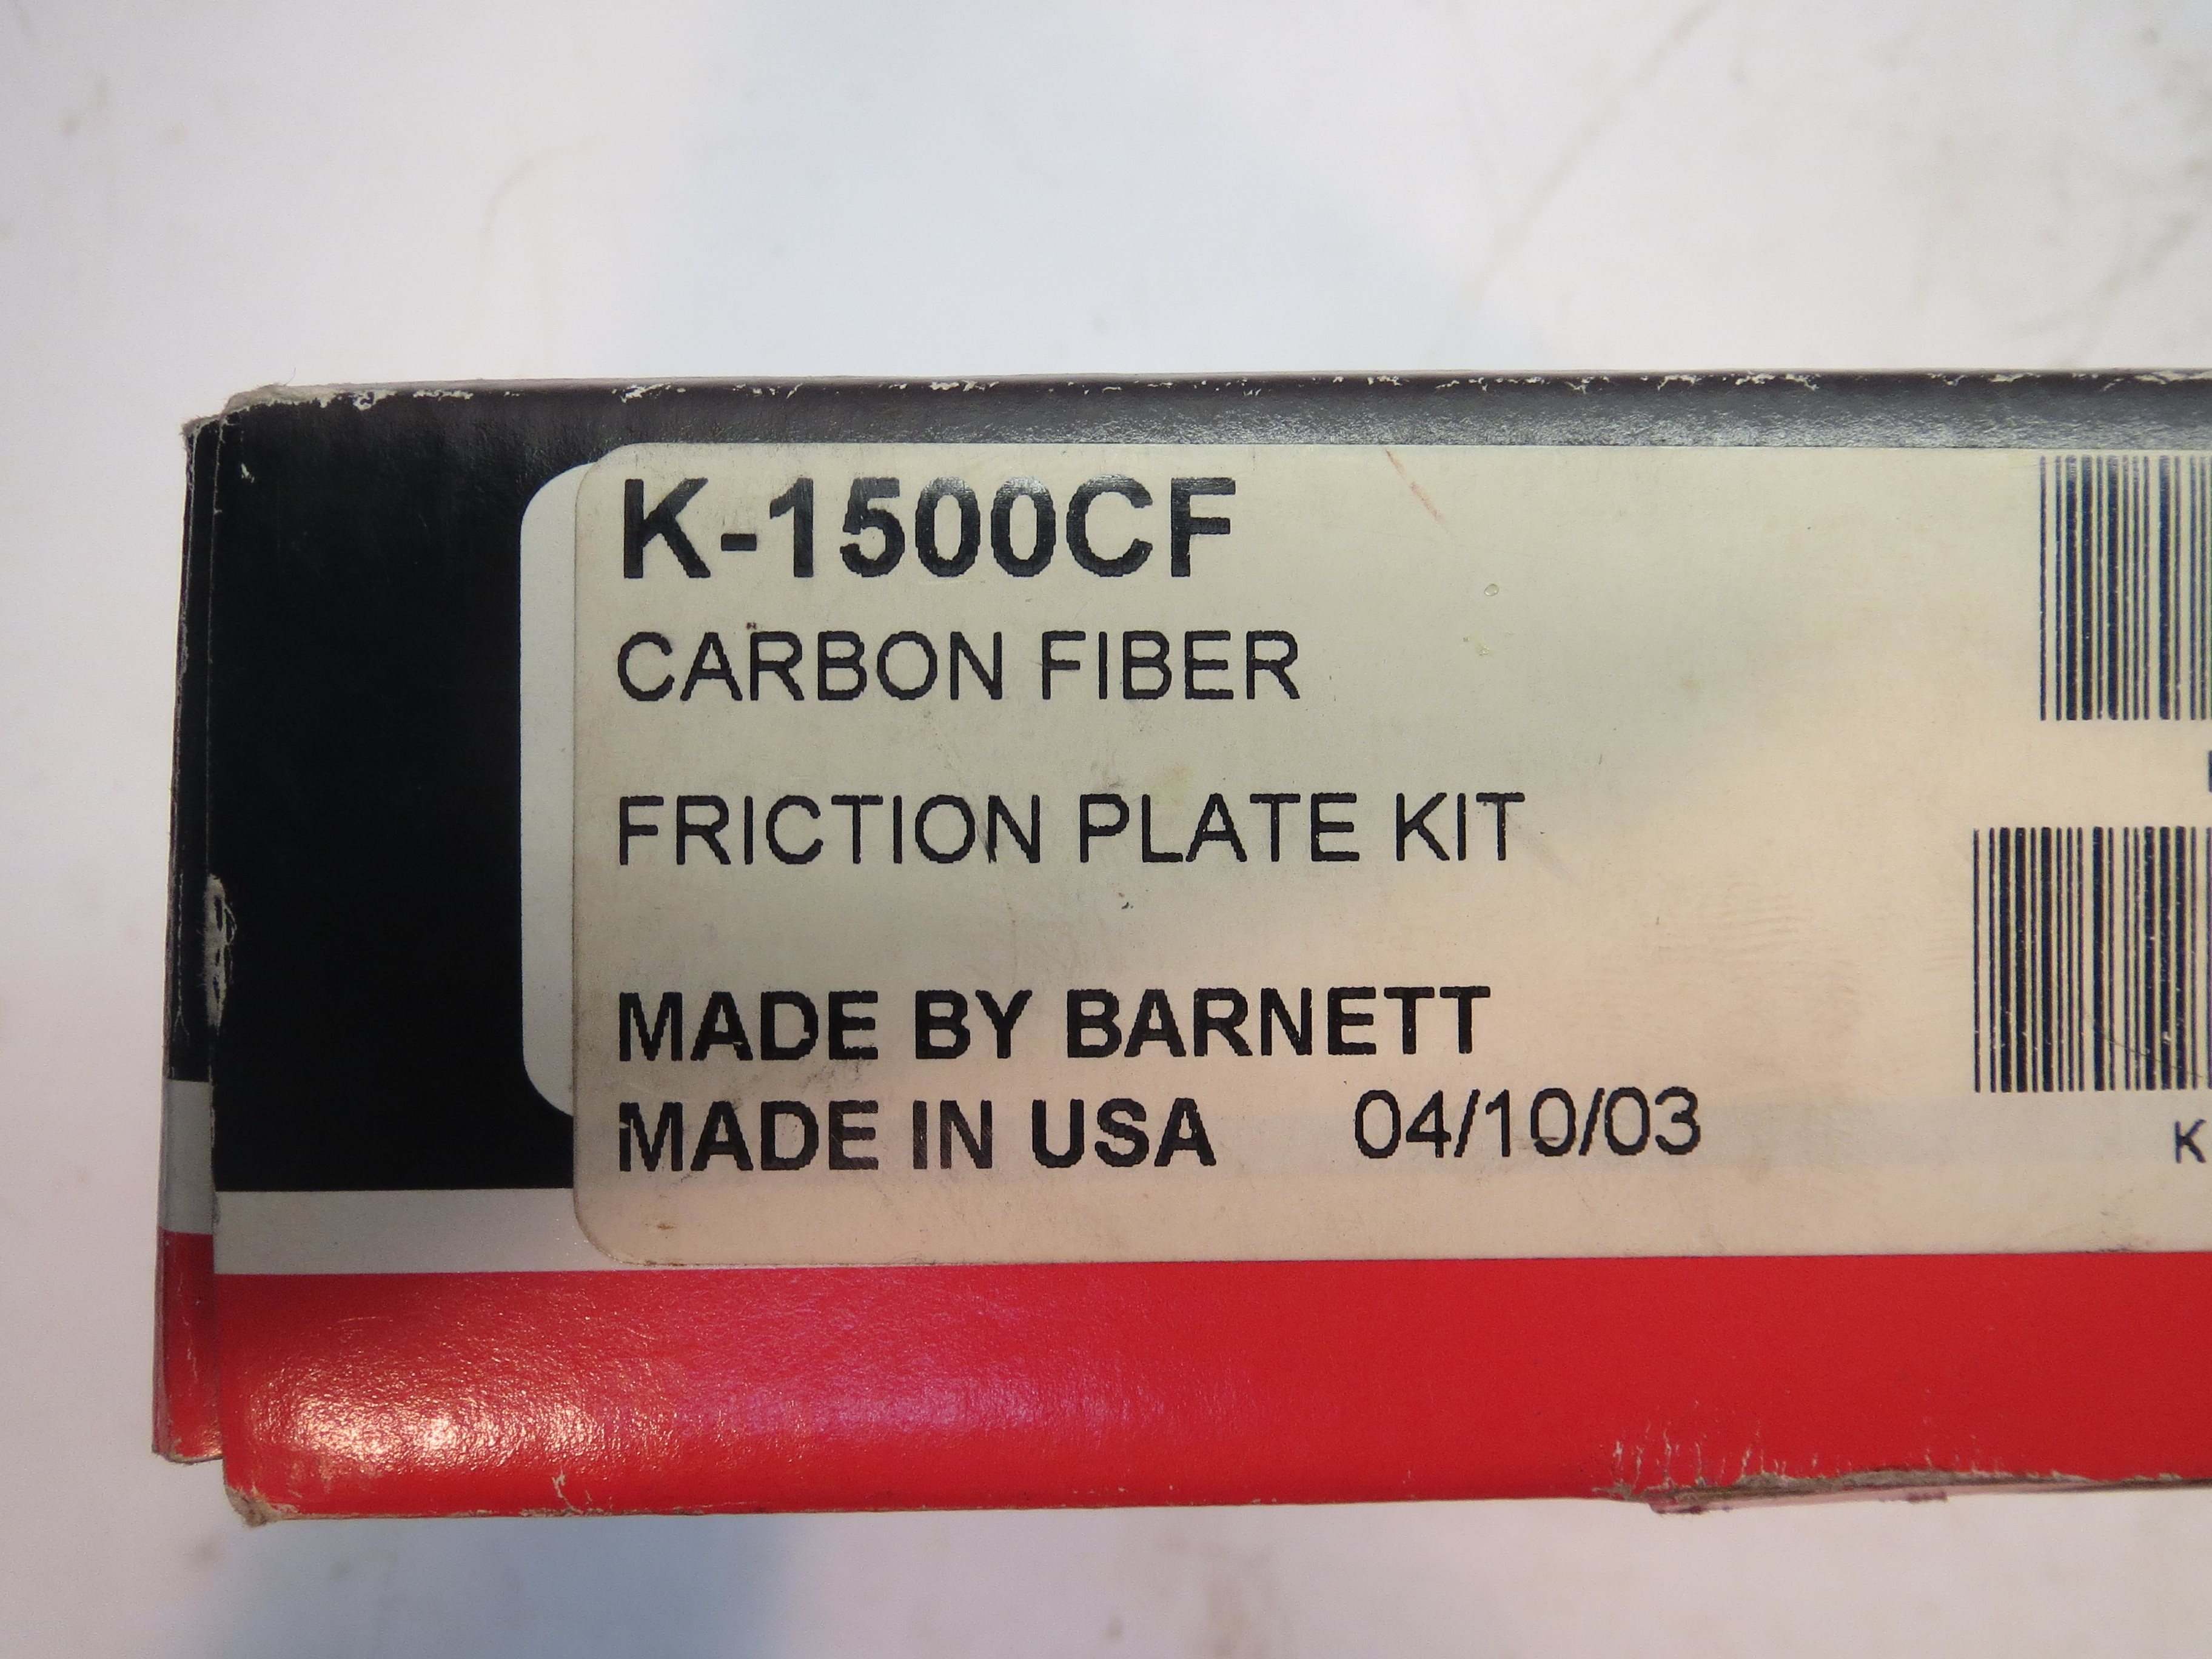 K-1500CF
CARBON FIBER
FRICTION PLATE KIT
MADE BY BARNETT
MADE IN USA 04/10/03
K